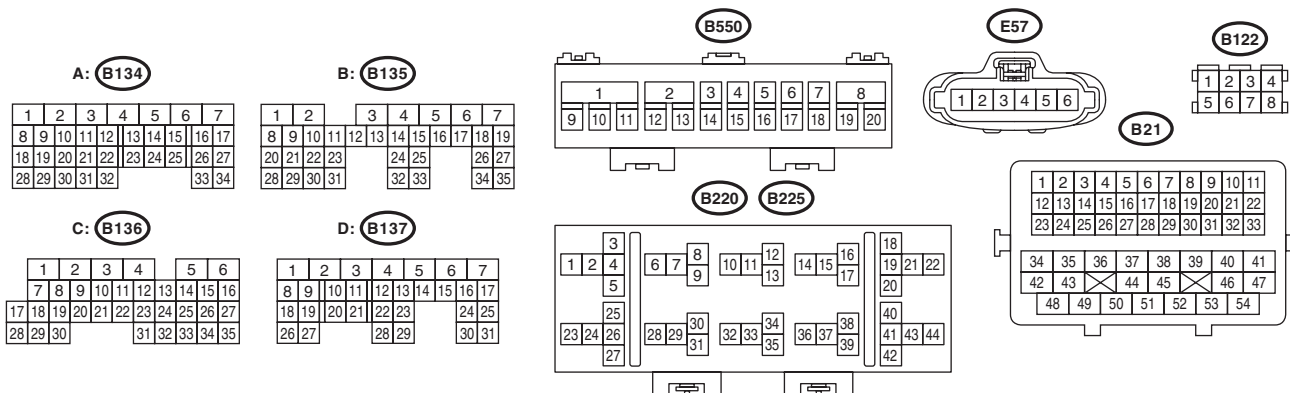 A: B134
1 2 3 4 5 6 7
8 9 10 11 12 13 14 15 16 17
18 19 20 21 22 23 24 25 26 27
28 29 30 31 32 33 34
B: B135
1 2 3 4 5 6 7
8 9 10 11 12 13 14 15 16 17 18 19
20 21 22 23 24 25 26 27
28 29 30 31 32 33 34 35
C: B136
1 2 3 4 5 6
7 8 9 10 11 12 13 14 15 16
17 18 19 20 21 22 23 24 25 26 27
28 29 30 31 32 33 34 35
D: B137
1 2 3 4 5 6 7
8 9 10 11 12 13 14 15 16 17
18 19 20 21 22 23 24 25
26 27 28 29 30 31
B550
1 2 3 4 5 6 7 8
9 10 11 12 13 14 15 16 17 18 19 20
E57
1 2 3 4 5 6
B122
1 2 3 4
5 6 7 8
B220 B225
3 18
8 12 16
1 2 4 6 7 10 11 14 15 19 21 22
9 13 17
5 20
25 40
30 34 38
23 24 26 28 29 32 33 36 37 41 43 44
31 35 39
27 42
B21
1 2 3 4 5 6 7 8 9 10 11
12 13 14 15 16 17 18 19 20 21 22
23 24 25 26 27 28 29 30 31 32 33
34 35 36 37 38 39 40 41
42 43 44 45 46 47
48 49 50 51 52 53 54